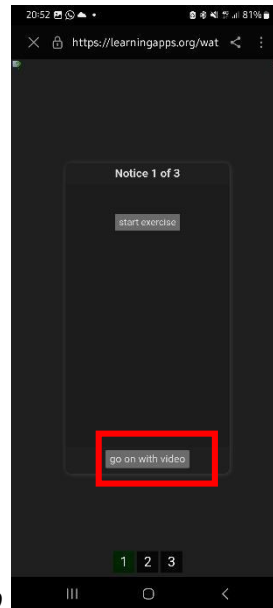 20:52 81%
https://learningapps.org/wat
Notice 1 of 3
start exercise
go on with video
1 2 3